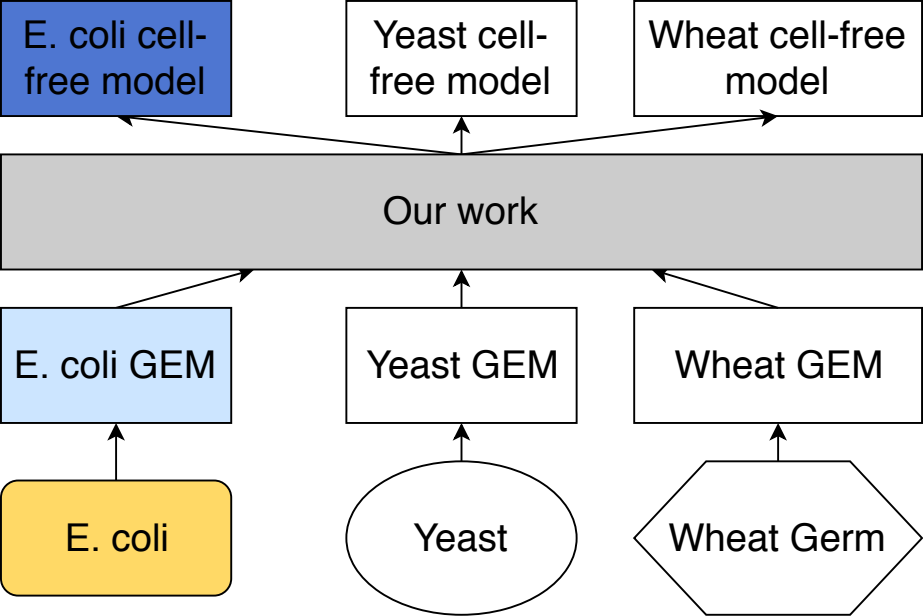 E. coli cell-
free model
Yeast cell-
free model
Wheat cell-free
model
Our work
E. coli GEM
Yeast GEM
Wheat GEM
E. coli
Yeast
Wheat Germ